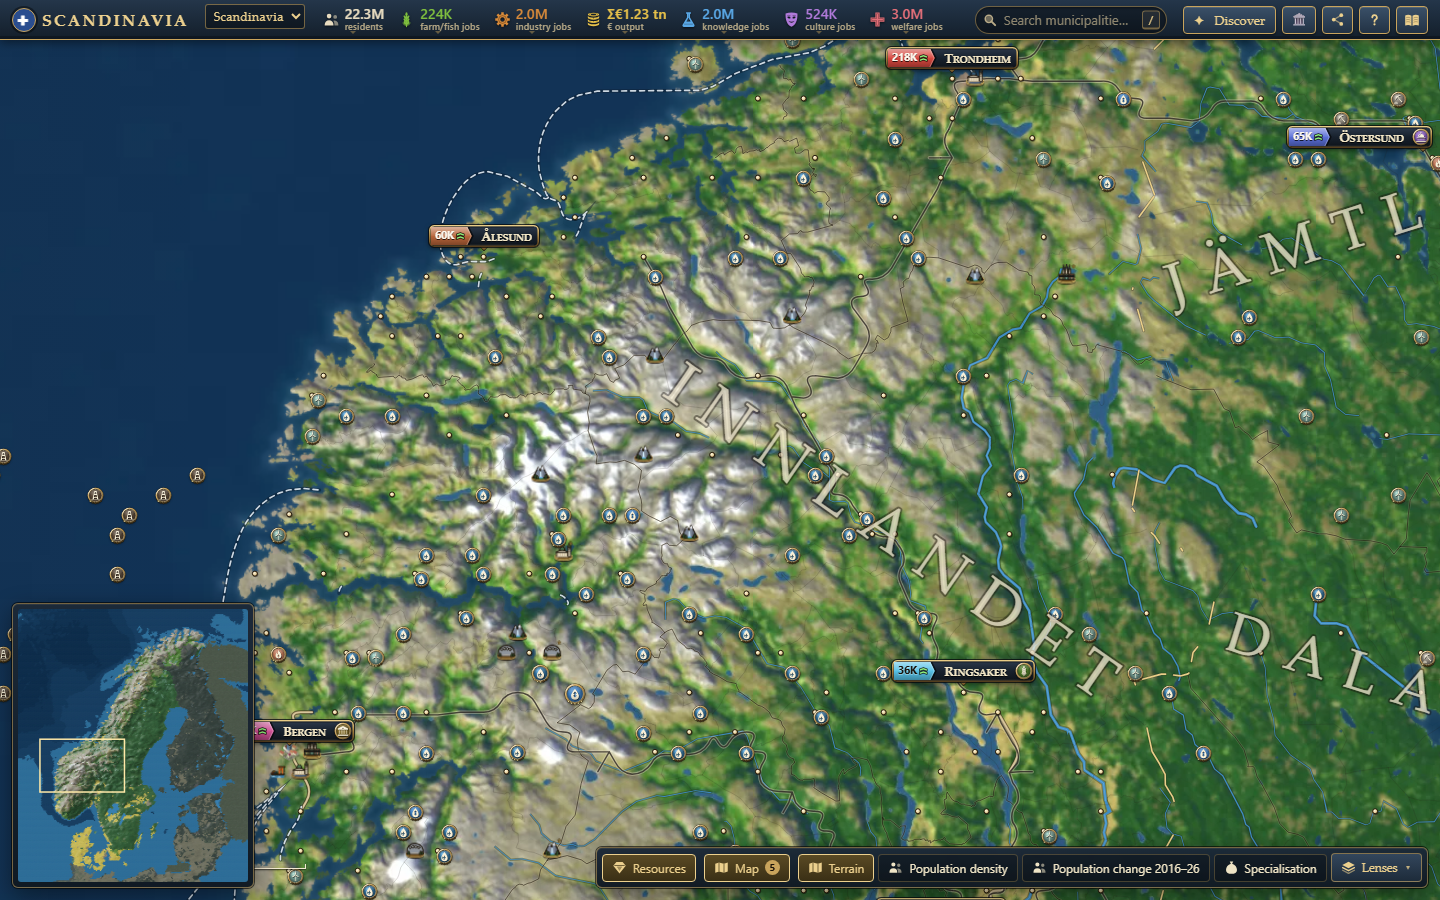 SCANDINAVIA
Scandinavia
22.3M
residents
224K
farm/fish jobs
2.0M
industry jobs
Σ€1.23 tn
€ output
2.0M
knowledge jobs
524K
culture jobs
3.0M
welfare jobs
Search municipalitie...
/
Discover
?
218K TRONDHEIM
65K ÖSTERSUND
60K ÅLESUND
JÄMTL
INNLANDET
DALA
36K RINGSAKER
BERGEN
Resources
Map 5
Terrain
Population density
Population change 2016–26
Specialisation
Lenses